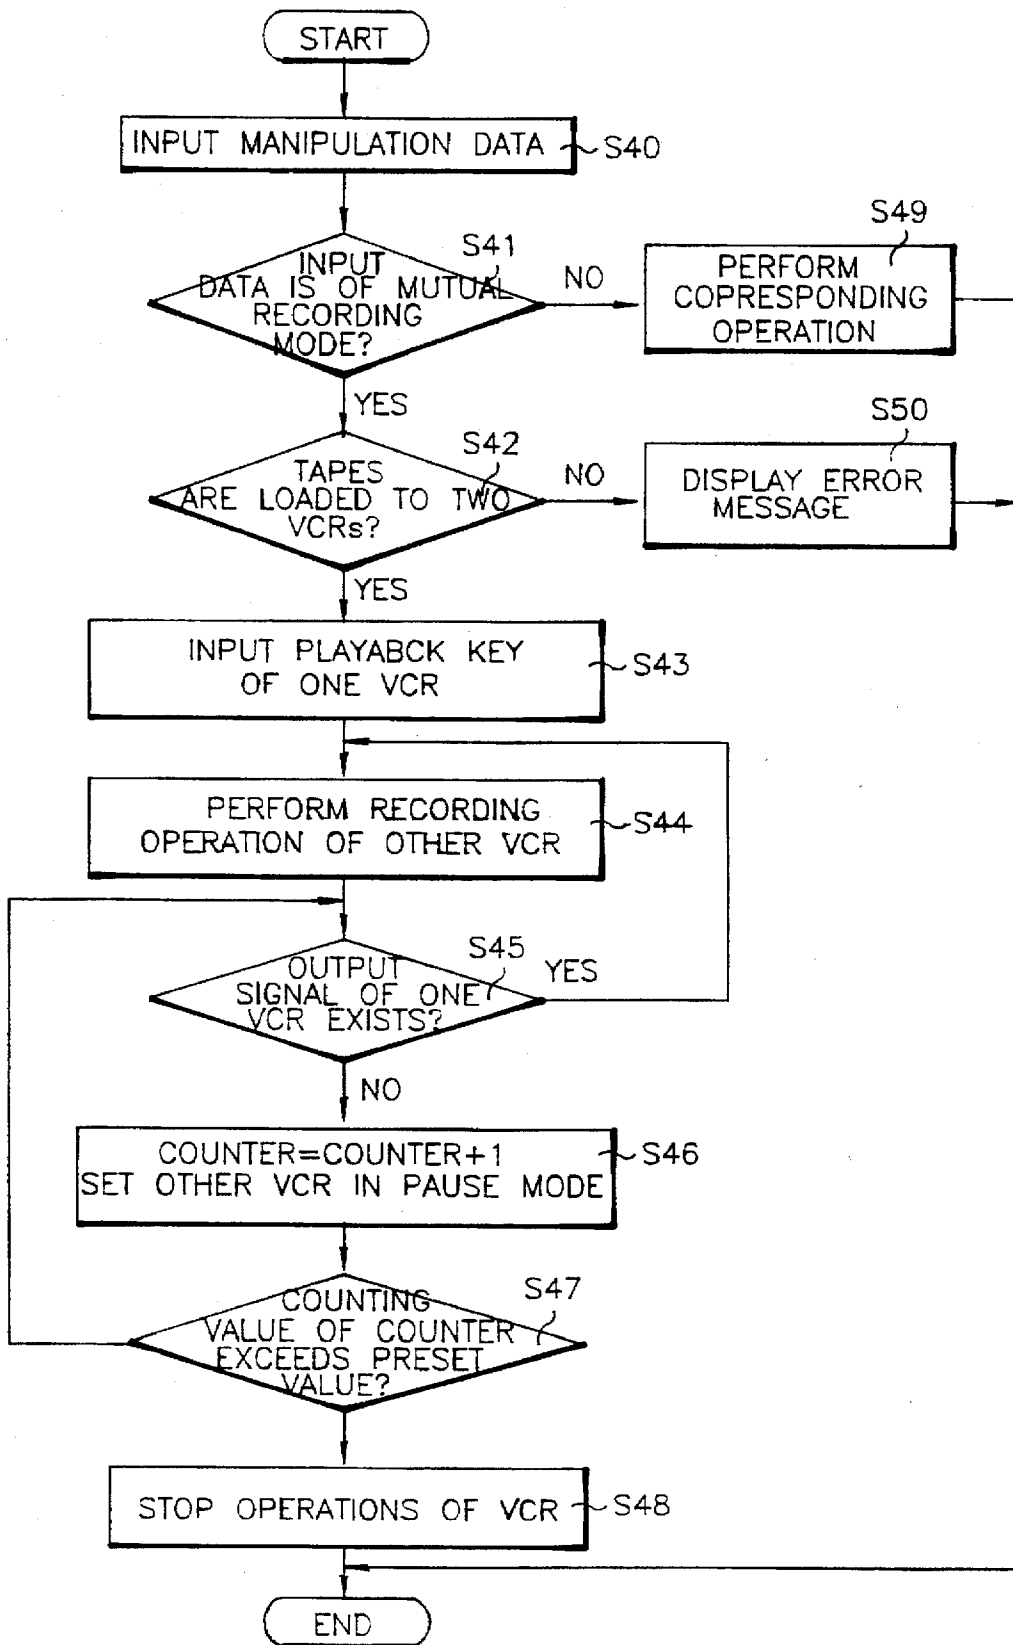 START
INPUT MANIPULATION DATA
S40
S41
INPUT
DATA IS OF MUTUAL
RECORDING
MODE?
NO
S49
PERFORM
COPRESPONDING
OPERATION
YES
S42
TAPES
ARE LOADED TO TWO
VCRs?
NO
S50
DISPLAY ERROR
MESSAGE
YES
INPUT PLAYABCK KEY
OF ONE VCR
S43
PERFORM RECORDING
OPERATION OF OTHER VCR
S44
S45
OUTPUT
SIGNAL OF ONE
VCR EXISTS?
YES
NO
COUNTER=COUNTER+1
SET OTHER VCR IN PAUSE MODE
S46
S47
COUNTING
VALUE OF COUNTER
EXCEEDS PRESET
VALUE?
STOP OPERATIONS OF VCR
S48
END